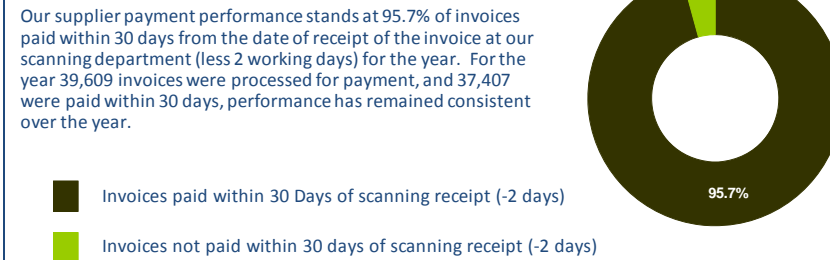 Our supplier payment performance stands at 95.7% of invoices
paid within 30 days from the date of receipt of the invoice at our
scanning department (less 2 working days) for the year.  For the
year 39,609 invoices were processed for payment, and 37,407
were paid within 30 days, performance has remained consistent
over the year.
Invoices paid within 30 Days of scanning receipt (-2 days)
95.7%
Invoices not paid within 30 days of scanning receipt (-2 days)